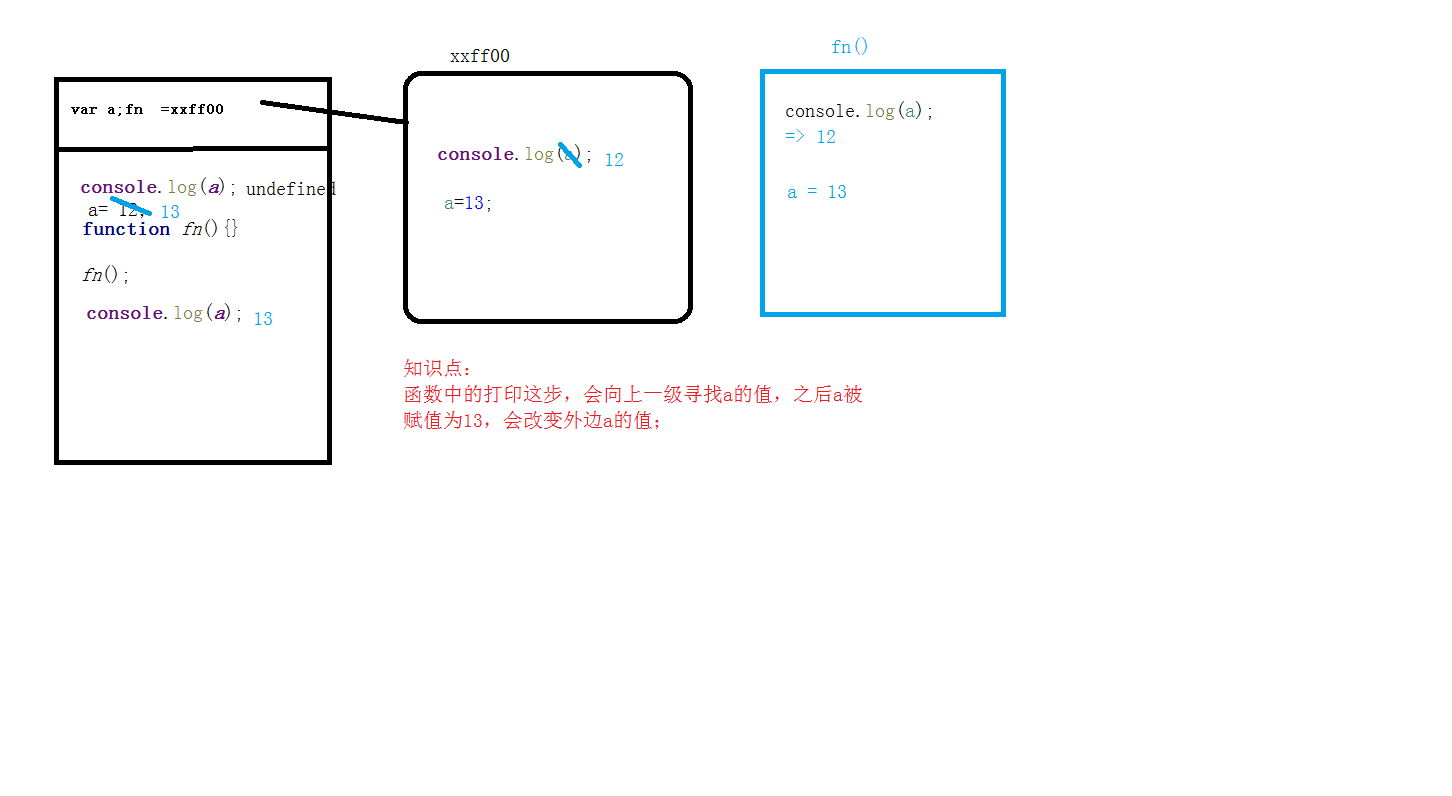 var a;fn  =xxff00
console.log(a); undefined
a= 12; 13
function fn(){}
fn();
console.log(a); 13
xxff00
console.log(a); 12
a=13;
fn()
console.log(a);
=> 12
a = 13
知识点:
函数中的打印这步，会向上一级寻找a的值，之后a被
赋值为13，会改变外边a的值;